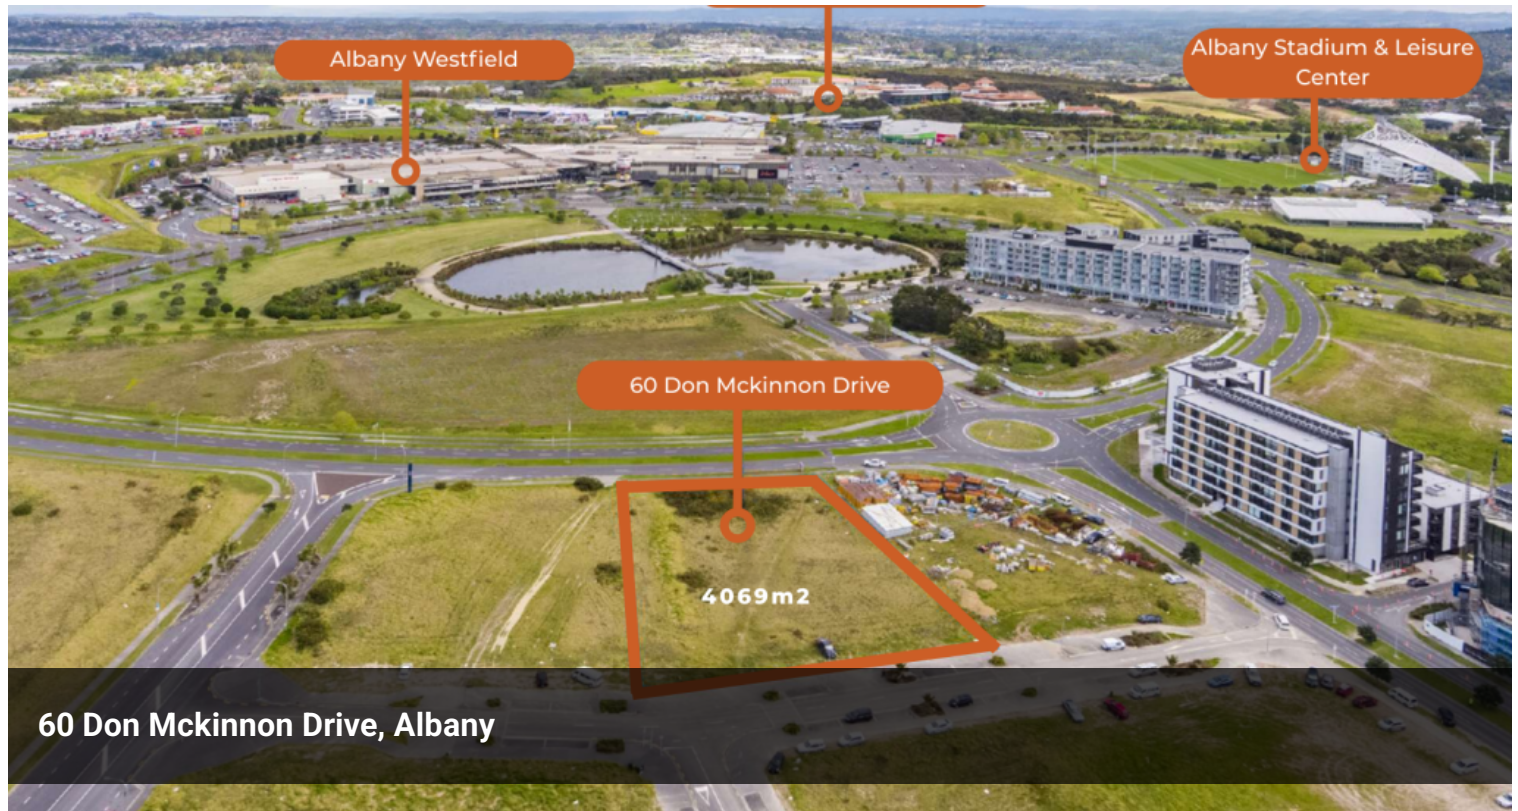 Albany Westfield
Albany Stadium & Leisure
Center
60 Don Mckinnon Drive
4069m2
60 Don Mckinnon Drive, Albany